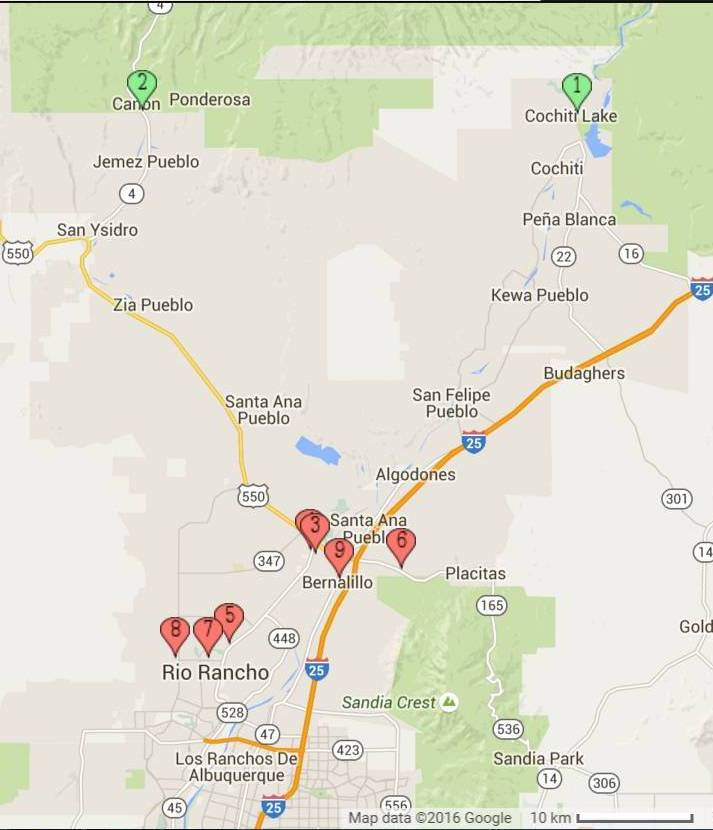 4
2
1
Cañon
Ponderosa
Cochiti Lake
Jemez Pueblo
Cochiti
4
Peña Blanca
San Ysidro
550
22
16
Kewa Pueblo
25
Zia Pueblo
Budaghers
Santa Ana
Pueblo
San Felipe
Pueblo
25
Algodones
550
301
3
Santa Ana
9
6
347
14
Bernalillo
Placitas
165
8
7
5
448
Gold
Rio Rancho
25
Sandia Crest
528
536
47
423
Los Ranchos De
Albuquerque
Sandia Park
14
306
45
25
556
Map data ©2016 Google
10 km